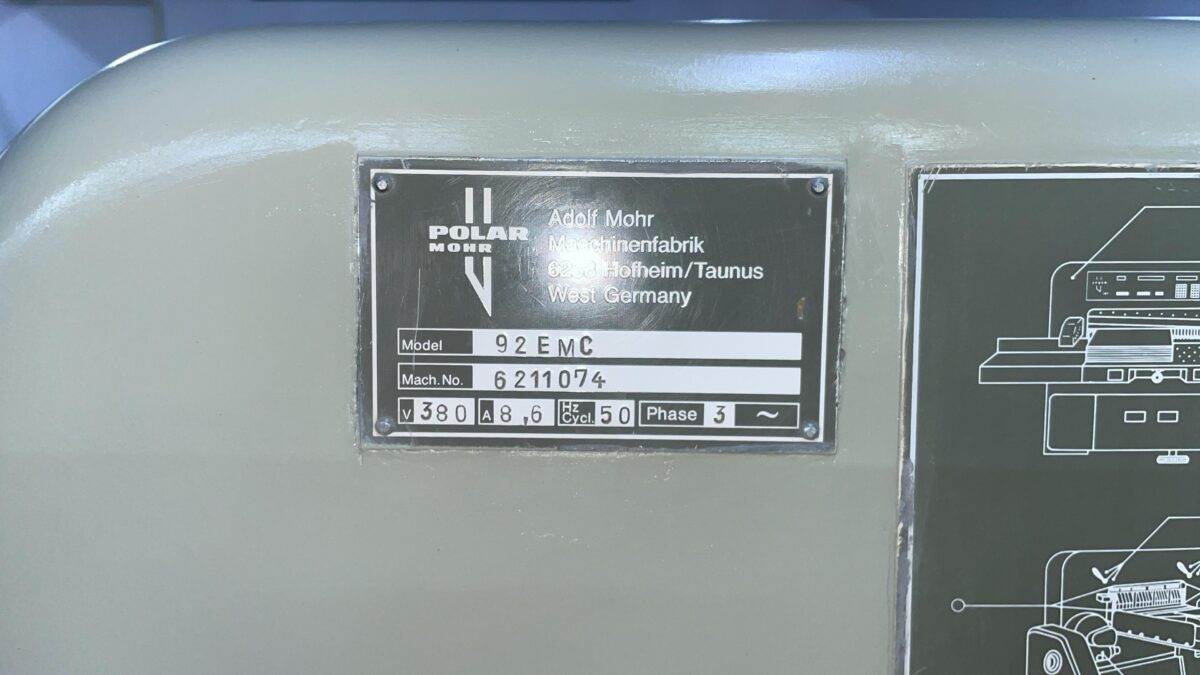 POLAR
MOHR
Adolf Mohr
Maschinenfabrik
Hofheim/Taunus
West Germany
Model 92 EMC
Mach. No. 6211074
V 380 A 8,6 Hz Cycl. 50 Phase 3 ~